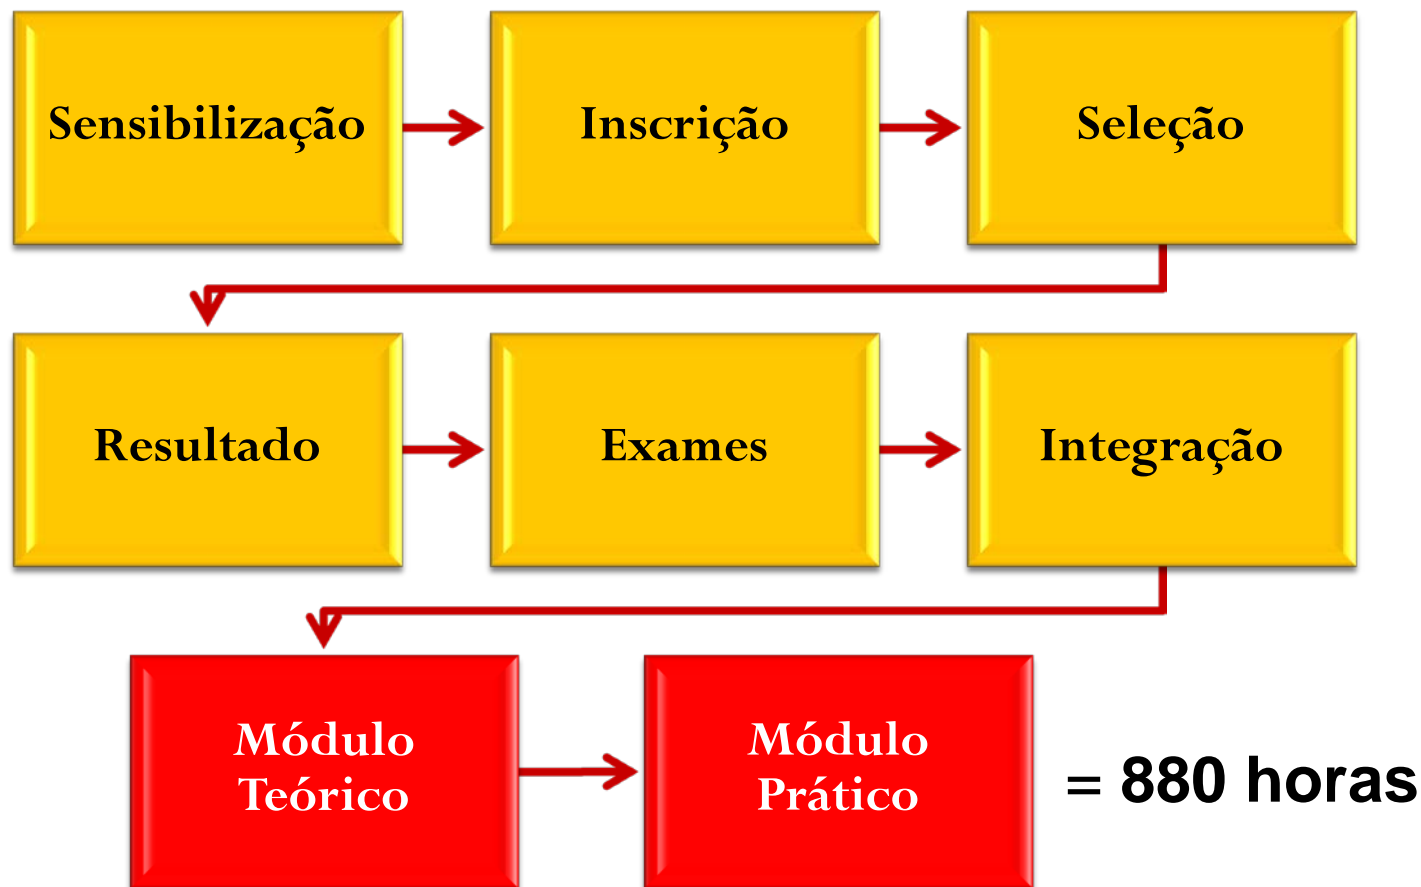 Sensibilização
Inscrição
Seleção
Resultado
Exames
Integração
Módulo
Teórico
Módulo
Prático
= 880 horas